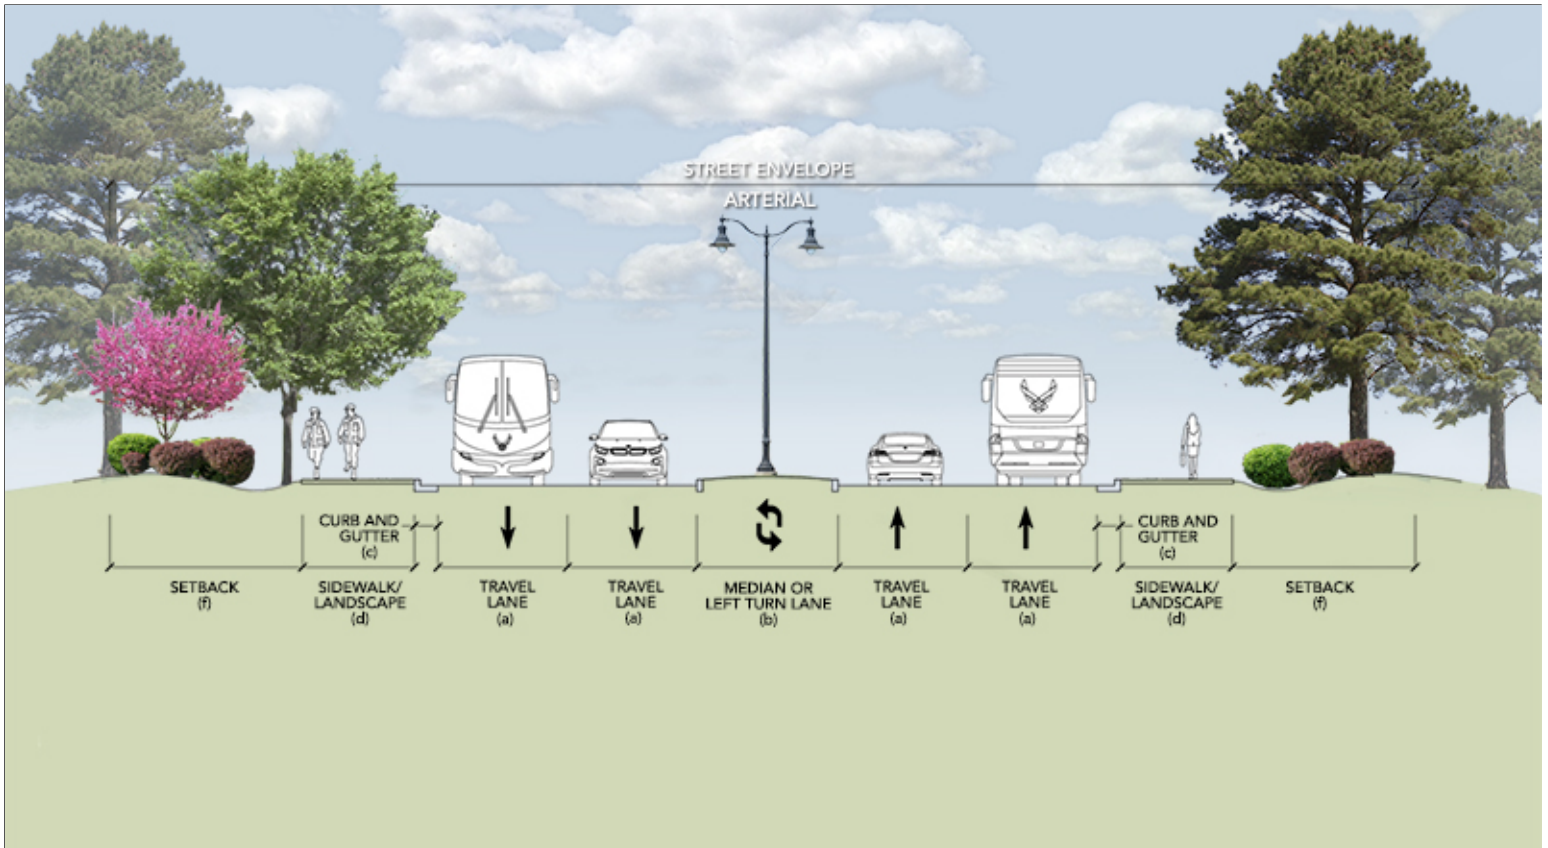 STREET ENVELOPE
ARTERIAL
CURB AND
GUTTER
(c)
CURB AND
GUTTER
(c)
SETBACK
(f)
SIDEWALK/
LANDSCAPE
(d)
TRAVEL
LANE
(a)
TRAVEL
LANE
(a)
MEDIAN OR
LEFT TURN LANE
(b)
TRAVEL
LANE
(a)
TRAVEL
LANE
(a)
SIDEWALK/
LANDSCAPE
(d)
SETBACK
(f)